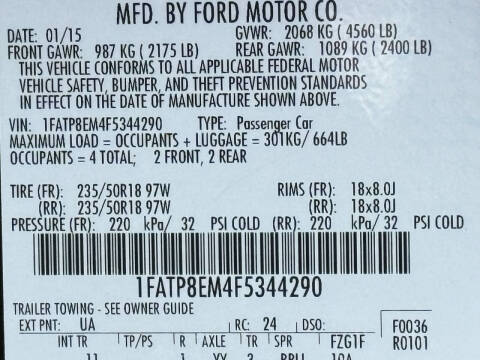 MFD. BY FORD MOTOR CO.
DATE: 01/15 GVWR: 2068 KG ( 4560 LB)
FRONT GAWR: 987 KG ( 2175 LB) REAR GAWR: 1089 KG ( 2400 LB)
THIS VEHICLE CONFORMS TO ALL APPLICABLE FEDERAL MOTOR
VEHICLE SAFETY, BUMPER, AND THEFT PREVENTION STANDARDS
IN EFFECT ON THE DATE OF MANUFACTURE SHOWN ABOVE.
VIN: 1FATP8EM4F5344290 TYPE: Passenger Car
MAXIMUM LOAD = OCCUPANTS + LUGGAGE = 301KG/ 664LB
OCCUPANTS = 4 TOTAL; 2 FRONT, 2 REAR
TIRE (FR): 235/50R18 97W RIMS (FR): 18x8.0J
(RR): 235/50R18 97W (RR): 18x8.0J
PRESSURE (FR): 220 kPa/ 32 PSI COLD (RR): 220 kPa/ 32 PSI COLD
1FATP8EM4F5344290
TRAILER TOWING - SEE OWNER GUIDE
EXT PNT: UA RC: 24 DSO: F0036
INT TR TP/PS R AXLE TR SPR FZG1F R0101